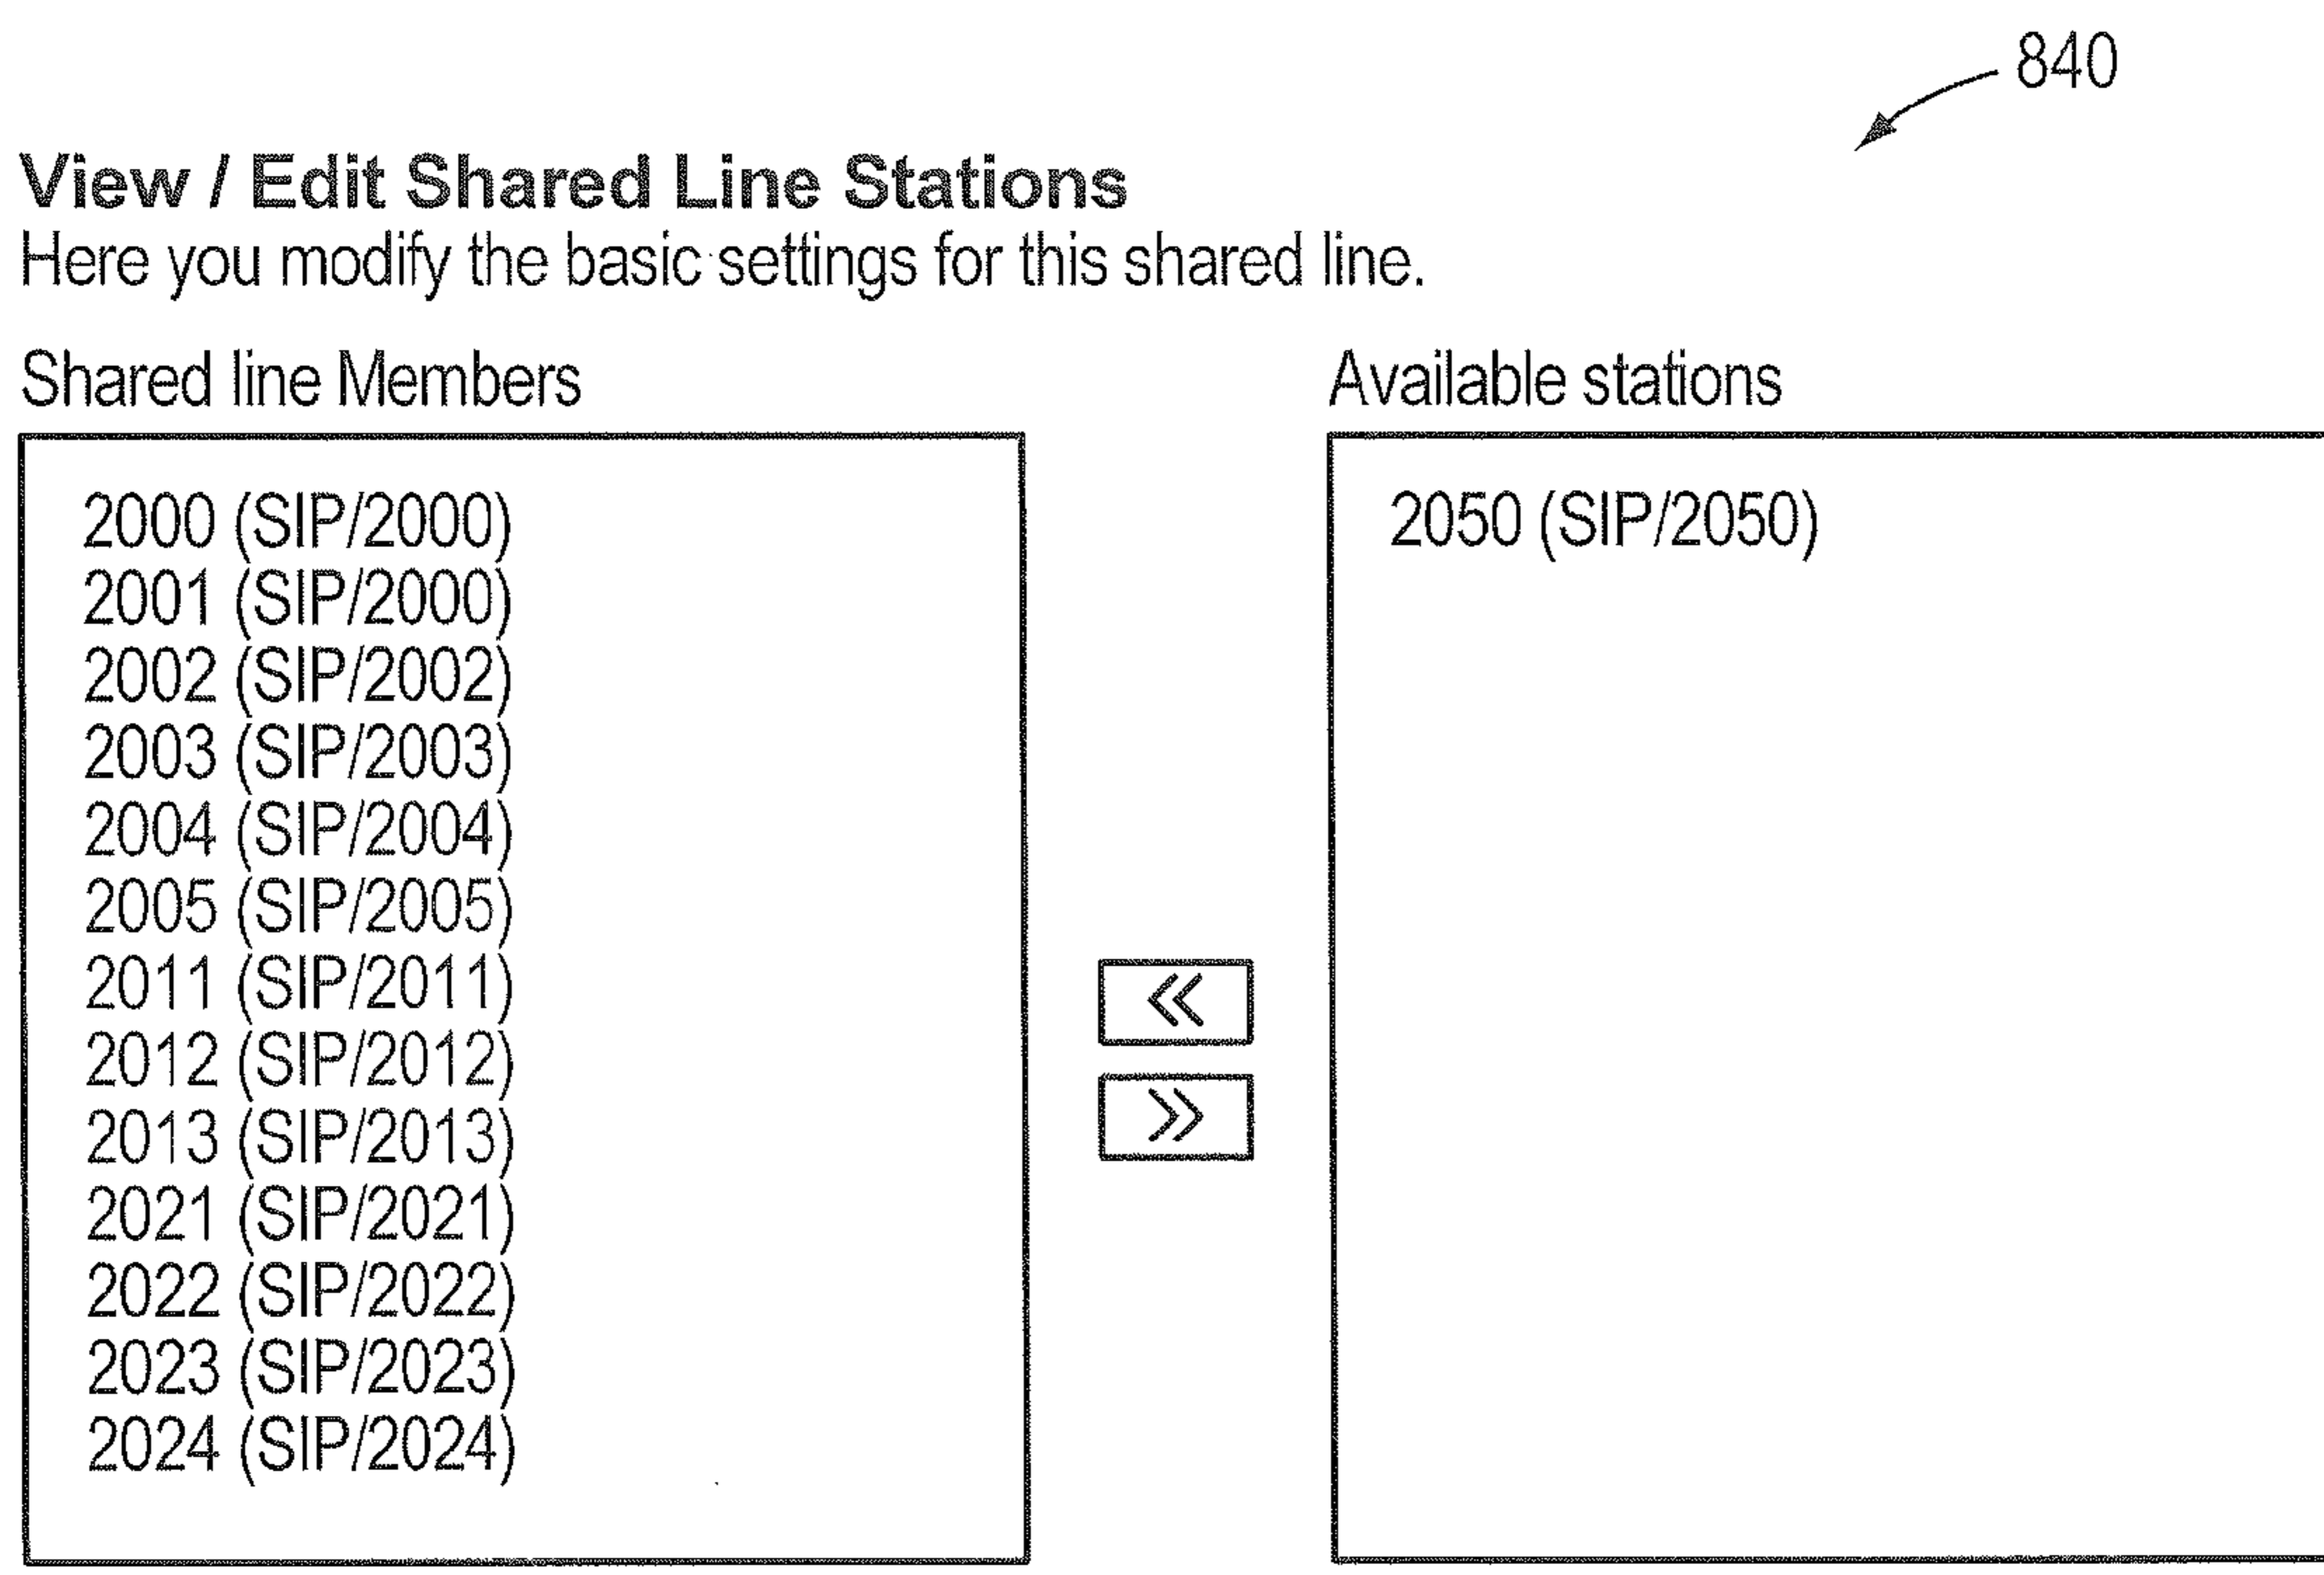 840
View / Edit Shared Line Stations
Here you modify the basic settings for this shared line.
Shared line Members
2000 (SIP/2000)
2001 (SIP/2000)
2002 (SIP/2002)
2003 (SIP/2003)
2004 (SIP/2004)
2005 (SIP/2005)
2011 (SIP/2011)
2012 (SIP/2012)
2013 (SIP/2013)
2021 (SIP/2021)
2022 (SIP/2022)
2023 (SIP/2023)
2024 (SIP/2024)
«
»
Available stations
2050 (SIP/2050)